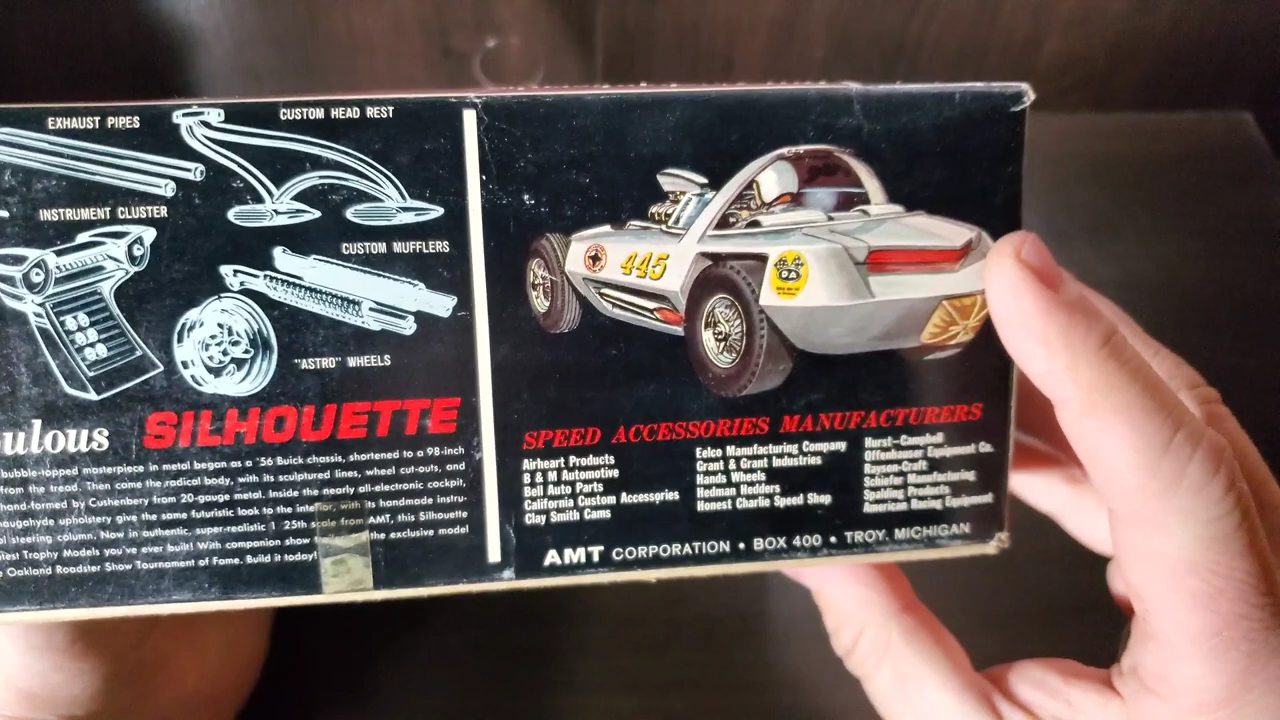 EXHAUST PIPES
CUSTOM HEAD REST
INSTRUMENT CLUSTER
CUSTOM MUFFLERS
"ASTRO" WHEELS
SILHOUETTE
bubble-topped masterpiece in metal began as a '56 Buick chassis, shortened to a 98-inch
from the tread. Then came the radical body, with its sculptured lines, wheel cut-outs, and
hand-formed by Cushenbery from 20-gauge metal. Inside the nearly all-electronic cockpit,
naugahyde upholstery give the same futuristic look to the interior, with its handmade instru-
steering column. Now in authentic, super-realistic 1/25th scale from AMT, this Silhouette
Trophy Models you've ever built! With companion show the exclusive model
Oakland Roadster Show Tournament of Fame. Build it today!
445
SPEED ACCESSORIES MANUFACTURERS
Airheart Products
B & M Automotive
Bell Auto Parts
California Custom Accessories
Clay Smith Cams
Eelco Manufacturing Company
Grant & Grant Industries
Hands Wheels
Hedman Hedders
Honest Charlie Speed Shop
Hurst-Campbell
Offenhauser Equipment Co.
Rayson-Craft
Schiefer Manufacturing
Spalding Products
American Racing Equipment
AMT CORPORATION • BOX 400 • TROY, MICHIGAN